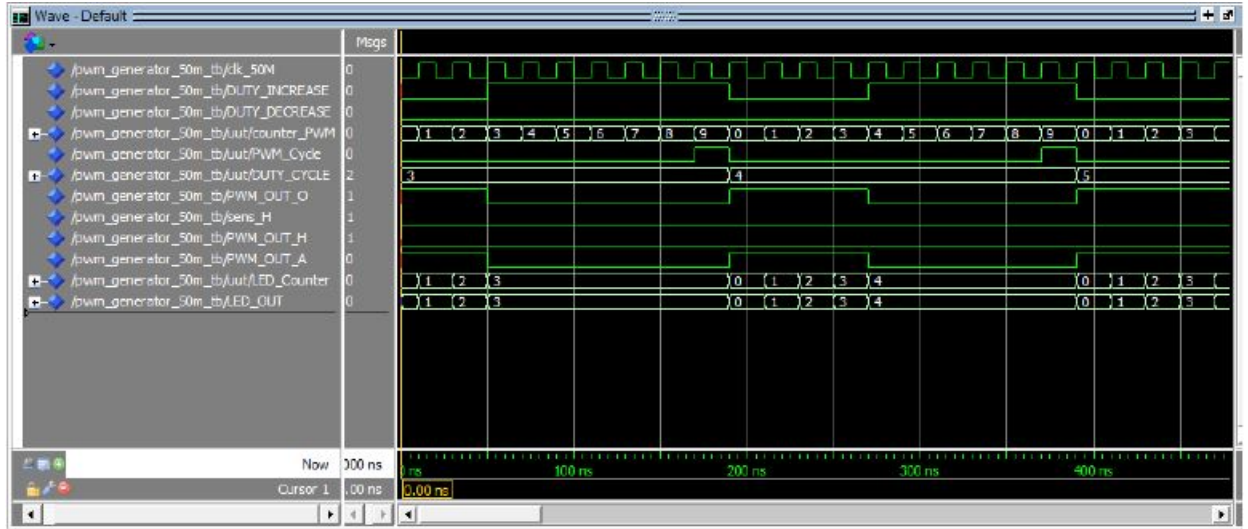 Wave - Default
Msgs
/pwm_generator_50m_tb/clk_50M 0
/pwm_generator_50m_tb/DUTY_INCREASE 0
/pwm_generator_50m_tb/DUTY_DECREASE 0
/pwm_generator_50m_tb/uut/counter_PWM 0 1 2 3 4 5 6 7 8 9 0 1 2 3 4 5 6 7 8 9 0 1 2 3
/pwm_generator_50m_tb/uut/PWM_Cycle 0
/pwm_generator_50m_tb/uut/DUTY_CYCLE 2 3 4 5
/pwm_generator_50m_tb/PWM_OUT_O 1
/pwm_generator_50m_tb/sens_H 1
/pwm_generator_50m_tb/PWM_OUT_H 1
/pwm_generator_50m_tb/PWM_OUT_A 0
/pwm_generator_50m_tb/uut/LED_Counter 0 1 2 3 0 1 2 3 4 0 1 2 3
/pwm_generator_50m_tb/LED_OUT 0 1 2 3 0 1 2 3 4 0 1 2 3
Now 000 ns ns 100 ns 200 ns 300 ns 400 ns
Cursor 1 .00 ns 0.00 ns